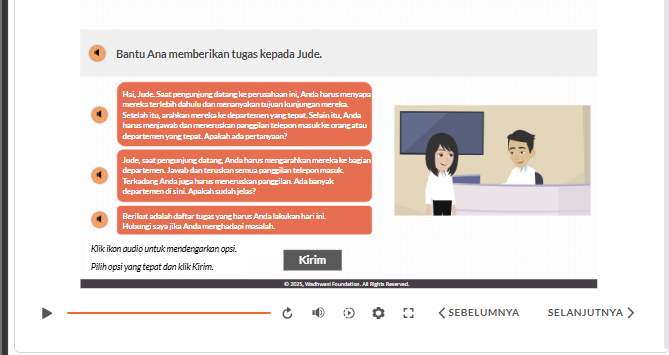 Bantu Ana memberikan tugas kepada Jude.
Hai, Jude. Saat pengunjung datang ke perusahaan ini, Anda harus menyapa
mereka terlebih dahulu dan menanyakan tujuan kunjungan mereka.
Setelah itu, arahkan mereka ke departemen yang tepat. Selain itu, Anda
harus menjawab dan meneruskan panggilan telepon masuk ke orang atau
departemen yang tepat. Apakah ada pertanyaan?
Jude, saat pengunjung datang, Anda harus mengarahkan mereka ke bagian
departemen. Jawab dan teruskan semua panggilan telepon masuk.
Terkadang Anda juga harus meneruskan panggilan. Ada banyak
departemen di sini. Apakah sudah jelas?
Berikut adalah daftar tugas yang harus Anda lakukan hari ini.
Hubungi saya jika Anda menghadapi masalah.
Klik ikon audio untuk mendengarkan opsi.
Pilih opsi yang tepat dan klik Kirim.
Kirim
© 2025, Wadhwani Foundation. All Rights Reserved.
SEBELUMNYA
SELANJUTNYA